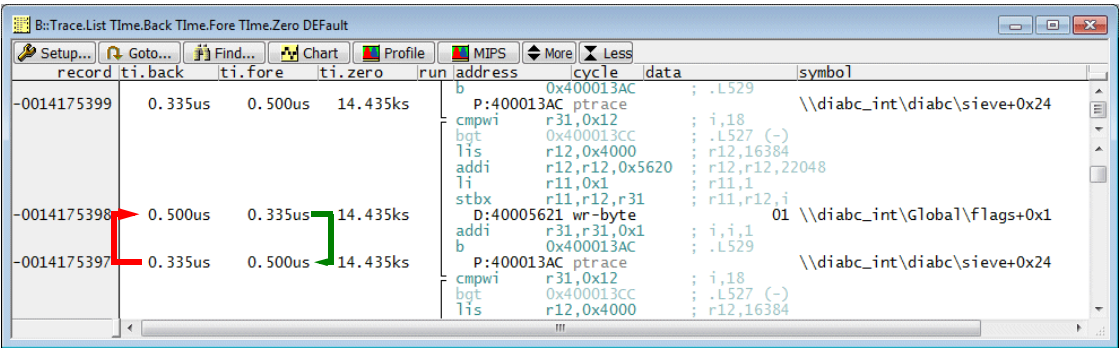 B::Trace.List TIme.Back TIme.Fore TIme.Zero DEFault
Setup... Goto... Find... Chart Profile MIPS More Less
record ti.back ti.fore ti.zero run address cycle data symbol
b 0x400013AC ; .L529
-0014175399 0.335us 0.500us 14.435ks P:400013AC ptrace \\diabc_int\diabc\sieve+0x24
cmpwi r31,0x12 ; i,18
bgt 0x400013CC ; .L527 (-)
lis r12,0x4000 ; r12,16384
addi r12,r12,0x5620 ; r12,r12,22048
li r11,0x1 ; r11,1
stbx r11,r12,r31 ; r11,r12,i
-0014175398 0.500us 0.335us 14.435ks D:40005621 wr-byte 01 \\diabc_int\Global\flags+0x1
addi r31,r31,0x1 ; i,i,1
b 0x400013AC ; .L529
-0014175397 0.335us 0.500us 14.435ks P:400013AC ptrace \\diabc_int\diabc\sieve+0x24
cmpwi r31,0x12 ; i,18
bgt 0x400013CC ; .L527 (-)
lis r12,0x4000 ; r12,16384